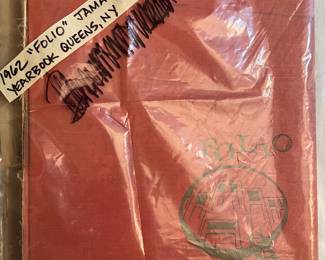 1962 "FOLIO" JAMA
YEARBOOK QUEENS, NY
FOLIO